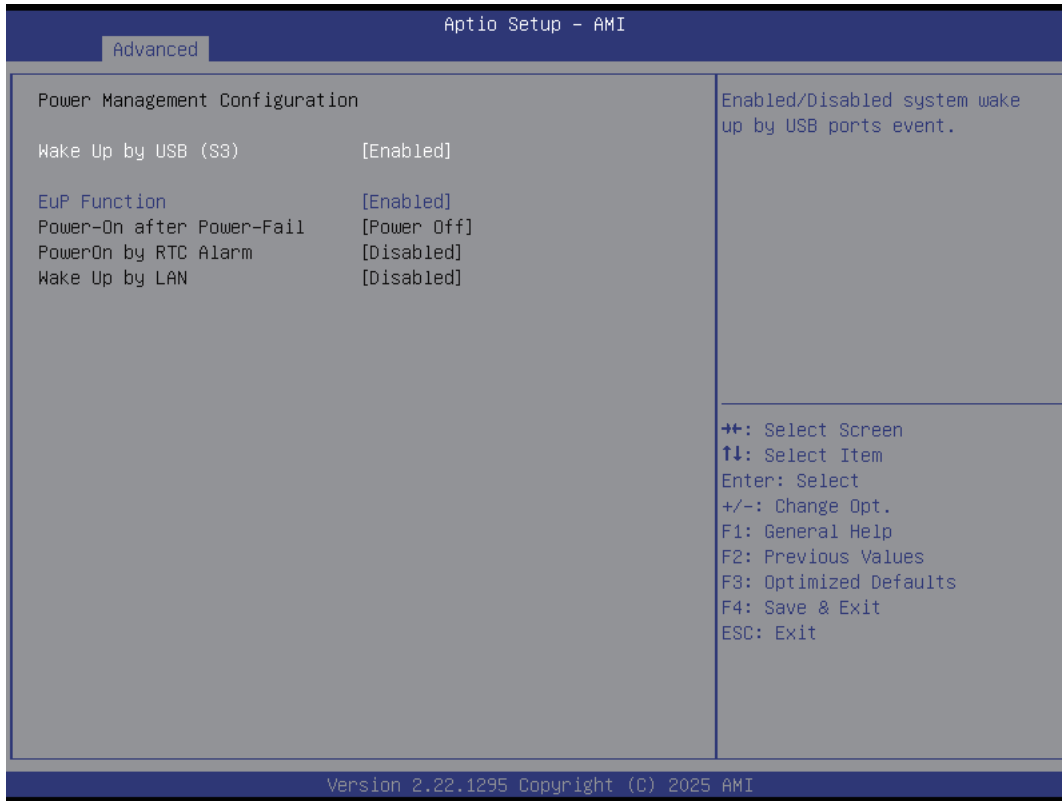 Aptio Setup – AMI
Advanced
Power Management Configuration
Wake Up by USB (S3) [Enabled]
EuP Function [Enabled]
Power-On after Power-Fail [Power Off]
PowerOn by RTC Alarm [Disabled]
Wake Up by LAN [Disabled]
Enabled/Disabled system wake
up by USB ports event.
→←: Select Screen
↑↓: Select Item
Enter: Select
+/-: Change Opt.
F1: General Help
F2: Previous Values
F3: Optimized Defaults
F4: Save & Exit
ESC: Exit
Version 2.22.1295 Copyright (C) 2025 AMI